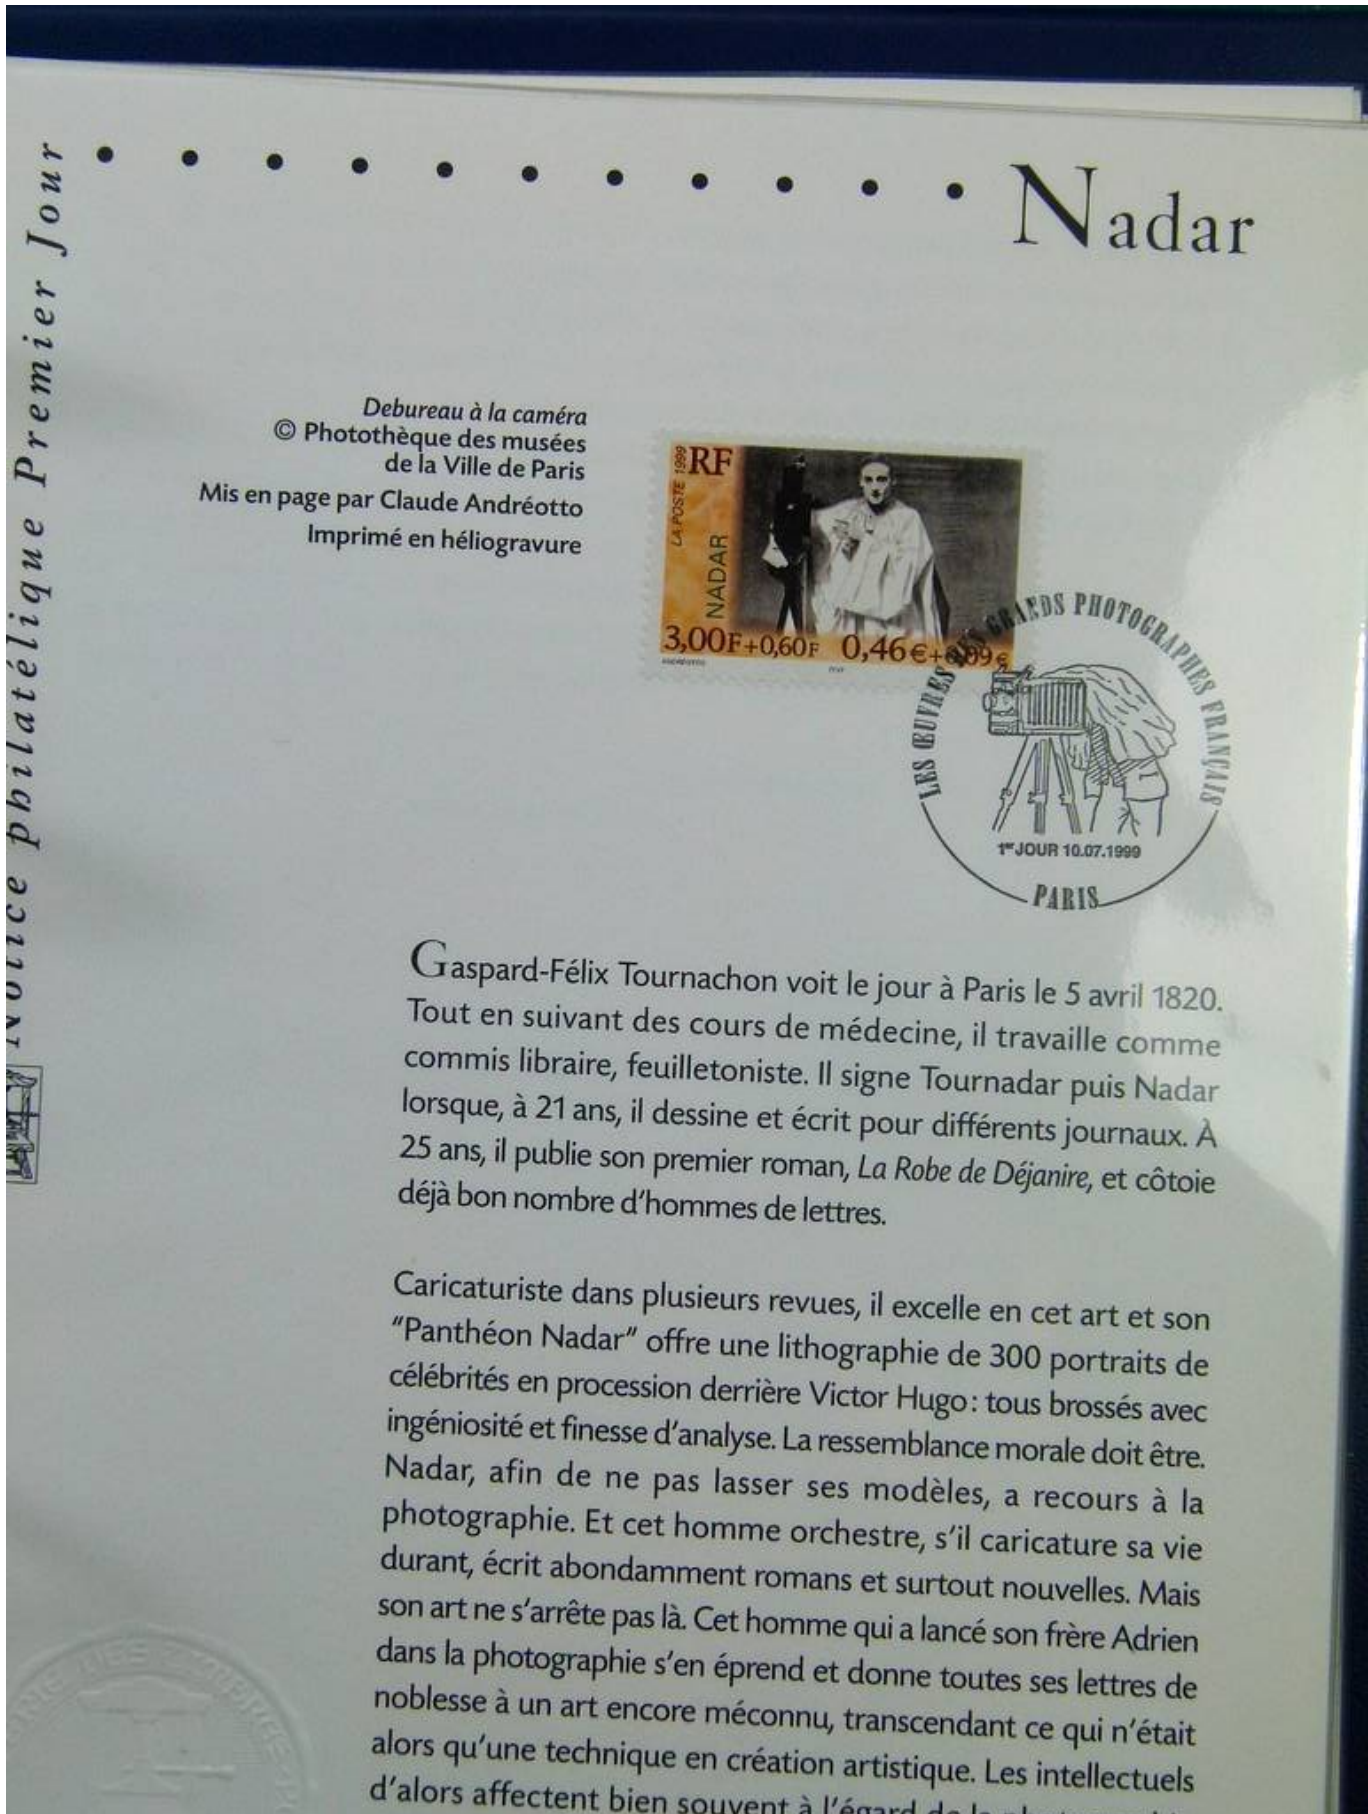 Nadar
Notice philatélique Premier Jour
Debureau à la caméra
© Photothèque des musées
de la Ville de Paris
Mis en page par Claude Andréotto
Imprimé en héliogravure
RF
LA POSTE 1999
NADAR
3,00F+0,60F 0,46€+0,09€
LES ŒUVRES DES GRANDS PHOTOGRAPHES FRANÇAIS
1er JOUR 10.07.1999
PARIS
Gaspard-Félix Tournachon voit le jour à Paris le 5 avril 1820.
Tout en suivant des cours de médecine, il travaille comme
commis libraire, feuilletoniste. Il signe Tournadar puis Nadar
lorsque, à 21 ans, il dessine et écrit pour différents journaux. À
25 ans, il publie son premier roman, La Robe de Déjanire, et côtoie
déjà bon nombre d'hommes de lettres.
Caricaturiste dans plusieurs revues, il excelle en cet art et son
"Panthéon Nadar" offre une lithographie de 300 portraits de
célébrités en procession derrière Victor Hugo : tous brossés avec
ingéniosité et finesse d'analyse. La ressemblance morale doit être.
Nadar, afin de ne pas lasser ses modèles, a recours à la
photographie. Et cet homme orchestre, s'il caricature sa vie
durant, écrit abondamment romans et surtout nouvelles. Mais
son art ne s'arrête pas là. Cet homme qui a lancé son frère Adrien
dans la photographie s'en éprend et donne toutes ses lettres de
noblesse à un art encore méconnu, transcendant ce qui n'était
alors qu'une technique en création artistique. Les intellectuels
d'alors affectent bien souvent à l'égard de la